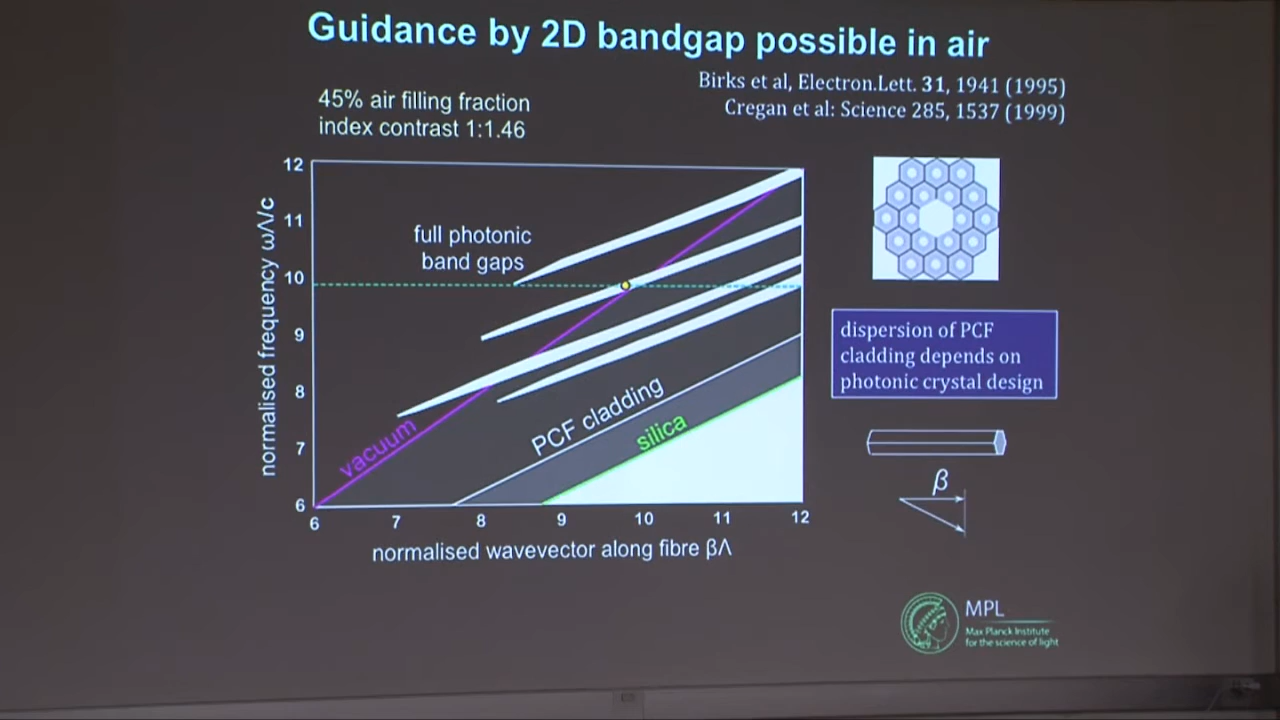 Guidance by 2D bandgap possible in air
Birks et al, Electron.Lett. 31, 1941 (1995)
Cregan et al: Science 285, 1537 (1999)
45% air filling fraction
index contrast 1:1.46
normalised frequency ωΛ/c
12
11
10
9
8
7
6
full photonic
band gaps
vacuum
PCF cladding
silica
6 7 8 9 10 11 12
normalised wavevector along fibre βΛ
dispersion of PCF
cladding depends on
photonic crystal design
β
MPL
Max Planck Institute
for the science of light